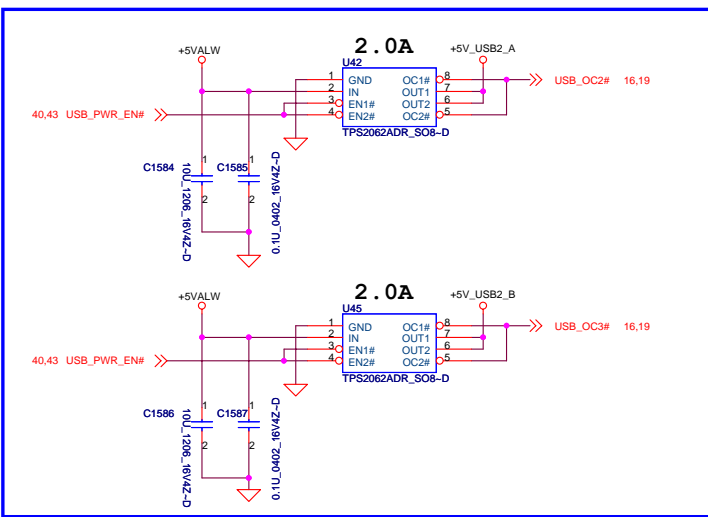 2.0A
+5VALW
+5V_USB2_A
U42
1 GND OC1# 8
2 IN OUT1 7
3 EN1# OUT2 6
4 EN2# OC2# 5
TPS2062ADR_SO8~D
USB_OC2# 16,19
40,43 USB_PWR_EN#
C1584
1
2
10U_1206_16V4Z~D
C1585
1
2
0.1U_0402_16V4Z~D
2.0A
+5VALW
+5V_USB2_B
U45
1 GND OC1# 8
2 IN OUT1 7
3 EN1# OUT2 6
4 EN2# OC2# 5
TPS2062ADR_SO8~D
USB_OC3# 16,19
40,43 USB_PWR_EN#
C1586
1
2
10U_1206_16V4Z~D
C1587
1
2
0.1U_0402_16V4Z~D